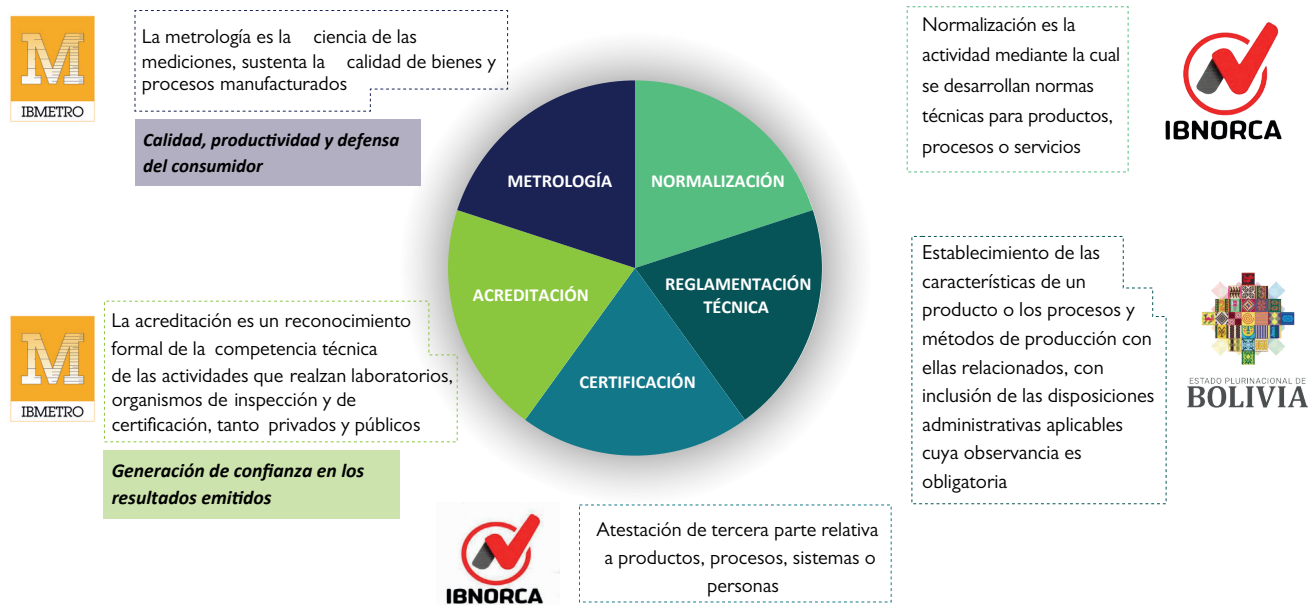 IBMETRO
La metrología es la ciencia de las
mediciones, sustenta la calidad de bienes y
procesos manufacturados
Calidad, productividad y defensa
del consumidor
Normalización es la
actividad mediante la cual
se desarrollan normas
técnicas para productos,
procesos o servicios
IBNORCA
METROLOGÍA
NORMALIZACIÓN
ACREDITACIÓN
REGLAMENTACIÓN
TÉCNICA
CERTIFICACIÓN
IBMETRO
La acreditación es un reconocimiento
formal de la competencia técnica
de las actividades que realzan laboratorios,
organismos de inspección y de
certificación, tanto privados y públicos
Generación de confianza en los
resultados emitidos
Establecimiento de las
características de un
producto o los procesos y
métodos de producción con
ellas relacionados, con
inclusión de las disposiciones
administrativas aplicables
cuya observancia es
obligatoria
ESTADO PLURINACIONAL DE
BOLIVIA
IBNORCA
Atestación de tercera parte relativa
a productos, procesos, sistemas o
personas